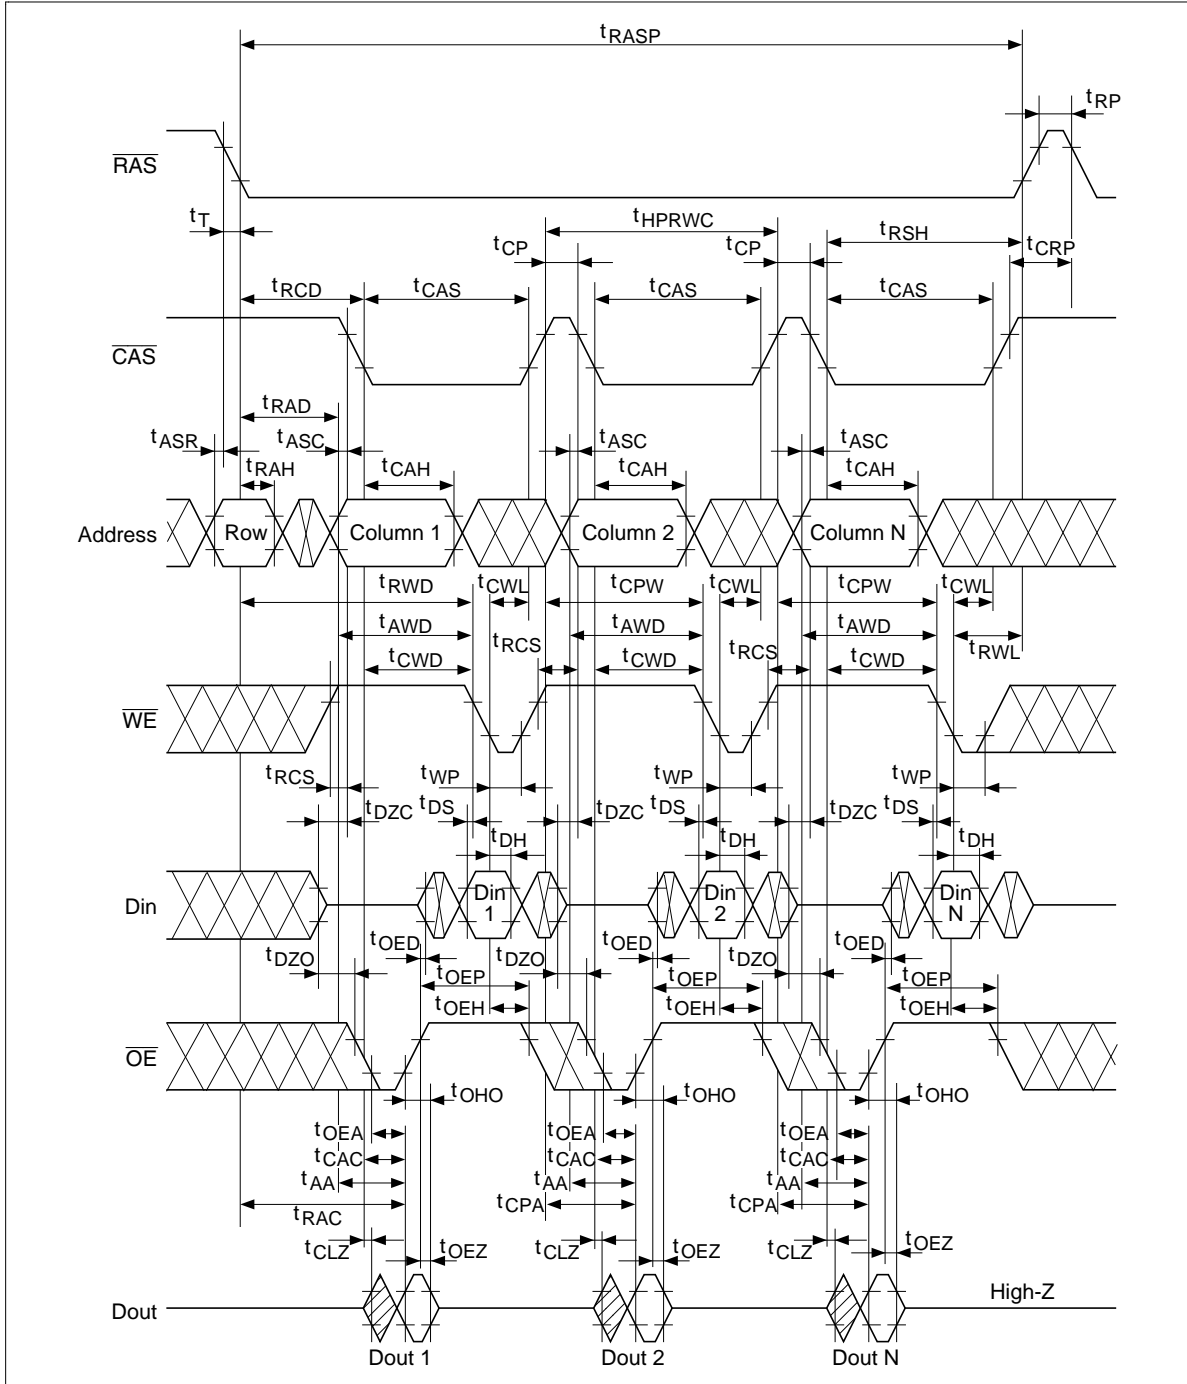 tRASP
tRP
RAS
tT
tHPRWC
tCP
tCP
tRSH
tCRP
tRCD
tCAS
tCAS
tCAS
CAS
tRAD
tASR
tASC
tASC
tASC
tRAH
tCAH
tCAH
tCAH
Address
Row
Column 1
Column 2
Column N
tRWD
tCWL
tCPW
tCWL
tCPW
tCWL
tAWD
tRCS
tAWD
tRCS
tAWD
tRWL
tCWD
tCWD
tCWD
WE
tRCS
tWP
tWP
tWP
tDZC
tDS
tDZC
tDS
tDZC
tDS
tDH
tDH
tDH
Din
Din 1
Din 2
Din N
tDZO
tOED
tDZO
tOED
tDZO
tOED
tOEP
tOEP
tOEP
tOEH
tOEH
tOEH
OE
tOHO
tOHO
tOHO
tOEA
tOEA
tOEA
tCAC
tCAC
tCAC
tAA
tAA
tAA
tRAC
tCPA
tCPA
tCLZ
tOEZ
tCLZ
tOEZ
tCLZ
tOEZ
Dout
High-Z
Dout 1
Dout 2
Dout N